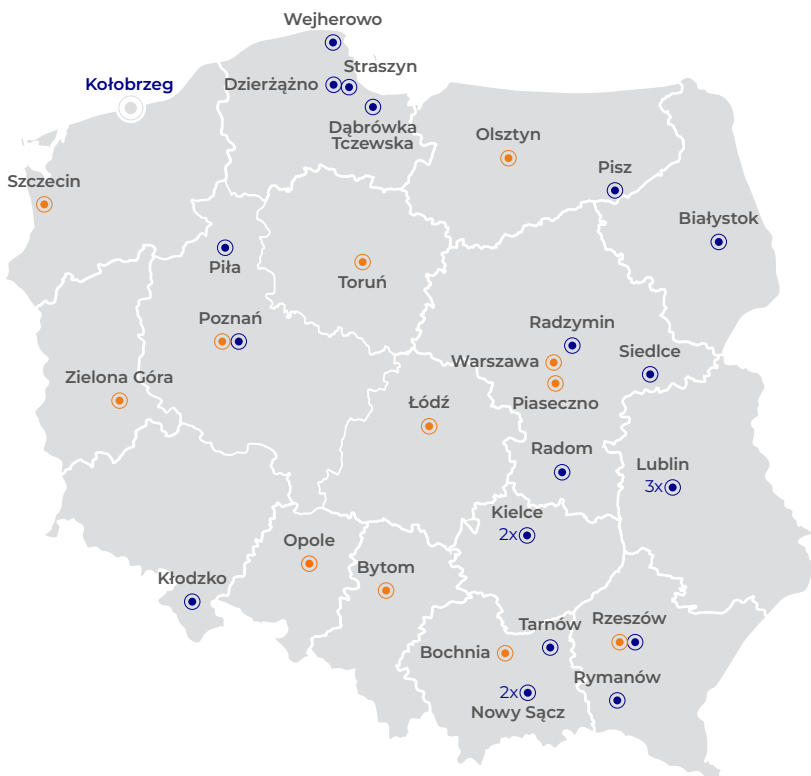 Wejherowo
Straszyn
Kołobrzeg
Dzierżążno
Dąbrówka
Tczewska
Olsztyn
Pisz
Szczecin
Białystok
Piła
Toruń
Poznań
Radzymin
Siedlce
Warszawa
Zielona Góra
Piaseczno
Łódź
Radom
Lublin
3x
Kielce
2x
Opole
Bytom
Kłodzko
Tarnów
Rzeszów
Bochnia
Rymanów
2x
Nowy Sącz